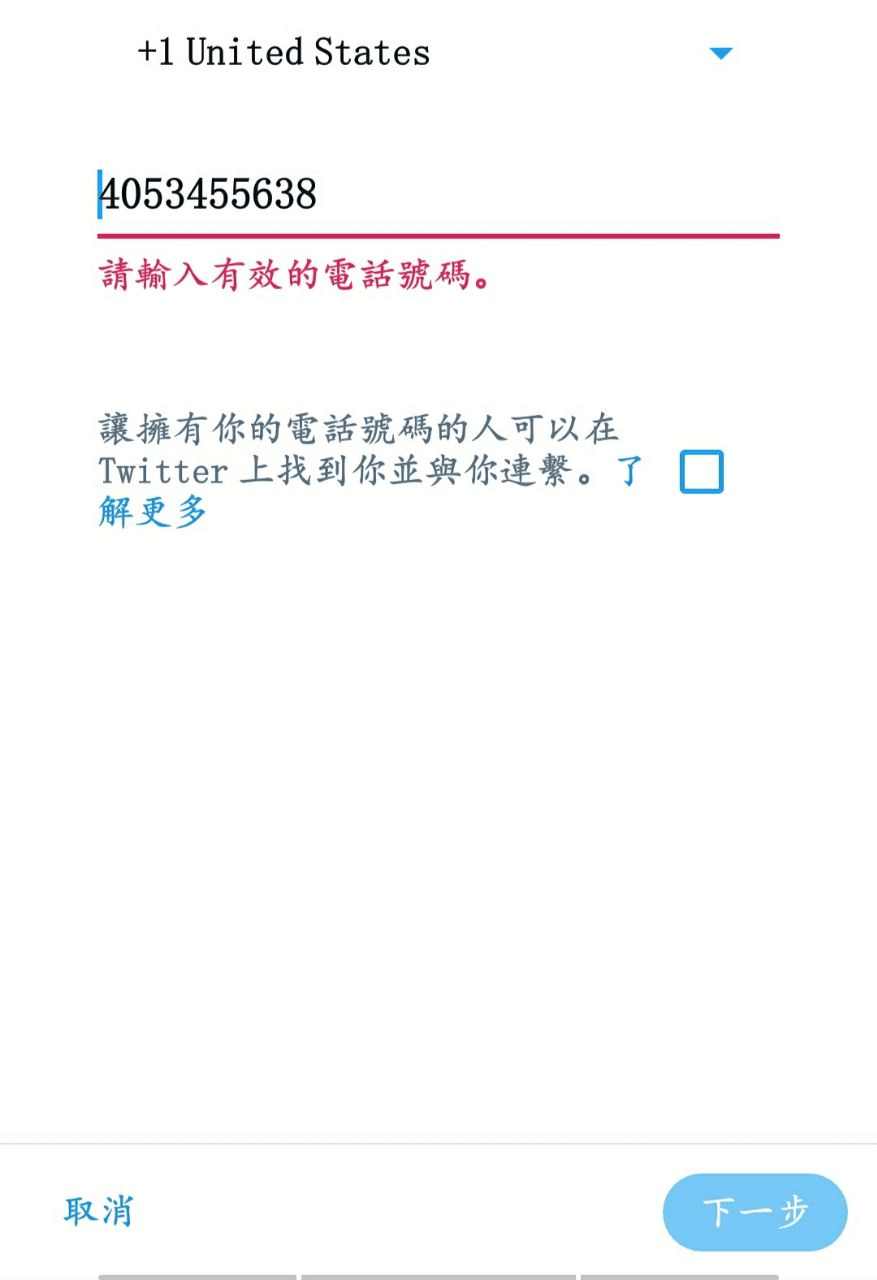 +1 United States
4053455638
請輸入有效的電話號碼。
讓擁有你的電話號碼的人可以在
Twitter 上找到你並與你連繫。了
解更多
取消
下一步